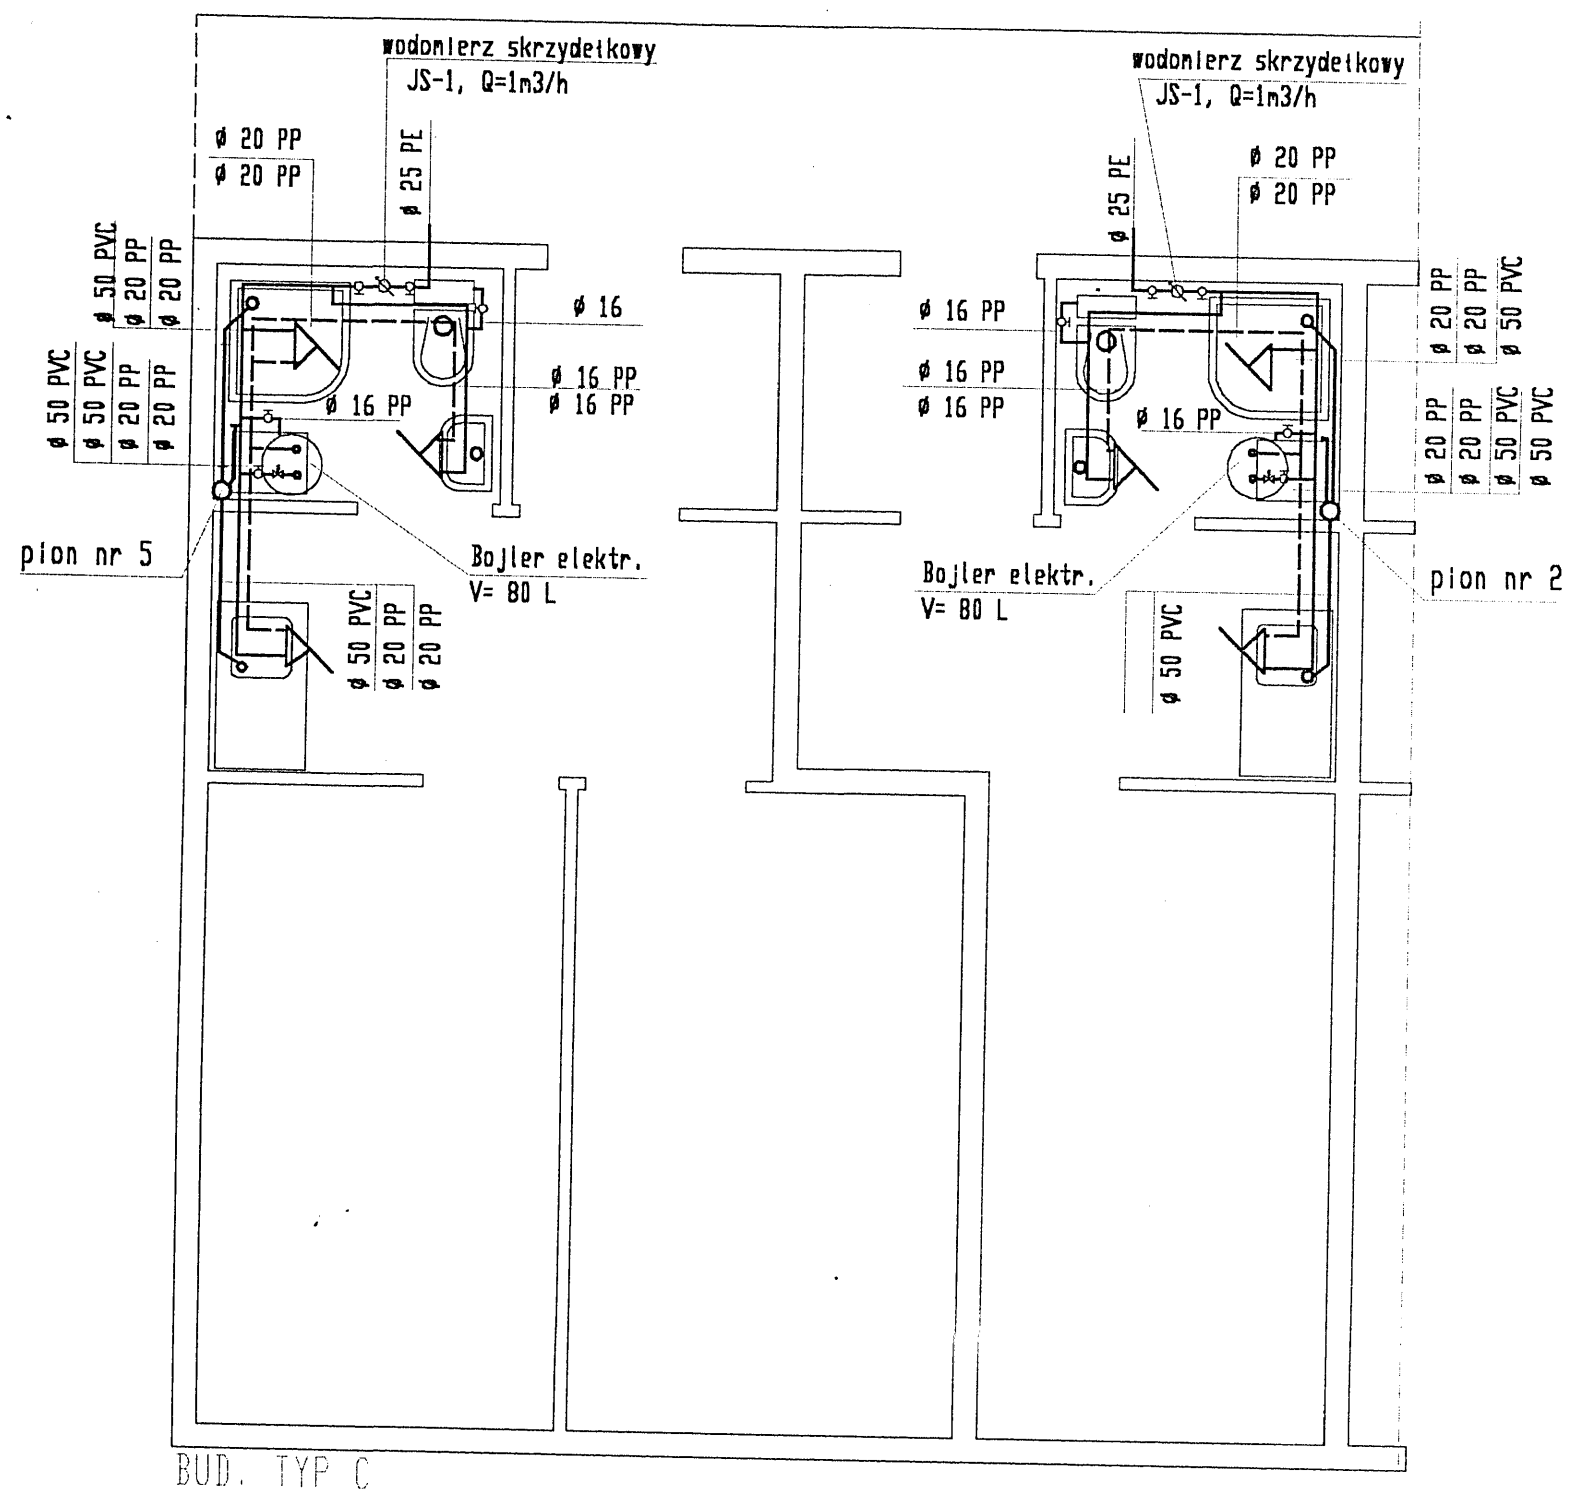 wodomierz skrzydełkowy
JS-1, Q=1m3/h
wodomierz skrzydełkowy
JS-1, Q=1m3/h
ø 20 PP
ø 20 PP
ø 25 PE
ø 25 PE
ø 20 PP
ø 20 PP
ø 50 PVC
ø 20 PP
ø 20 PP
ø 16
ø 16 PP
ø 20 PP
ø 20 PP
ø 50 PVC
ø 50 PVC
ø 50 PVC
ø 20 PP
ø 20 PP
ø 16 PP
ø 16 PP
ø 16 PP
ø 16 PP
ø 16 PP
ø 16 PP
ø 20 PP
ø 20 PP
ø 50 PVC
ø 50 PVC
pion nr 5
Bojler elektr.
V= 80 L
Bojler elektr.
V= 80 L
pion nr 2
ø 50 PVC
ø 20 PP
ø 20 PP
ø 50 PVC
BUD. TYP C